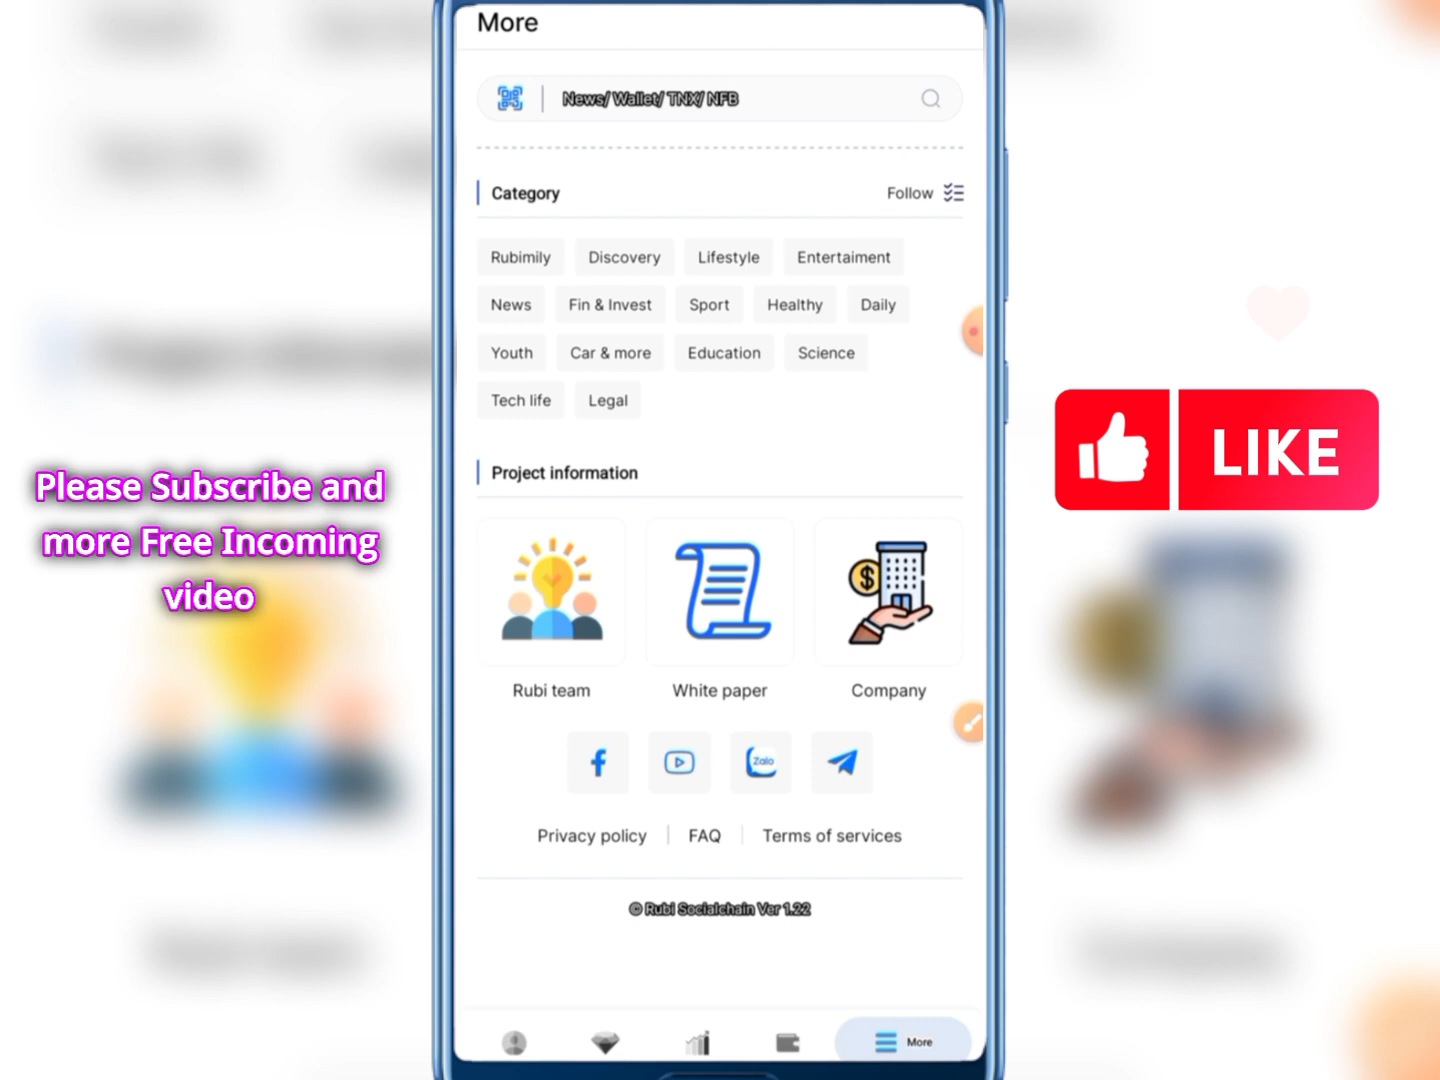 More
News/ Wallet/ TNX/ NFB
Category
Follow
Rubimily Discovery Lifestyle Entertaiment
News Fin & Invest Sport Healthy Daily
Youth Car & more Education Science
Tech life Legal
Project information
Rubi team White paper Company
Zalo
Privacy policy FAQ Terms of services
© Rubi Socialchain Ver 1.22
More
Please Subscribe and
more Free Incoming
video
LIKE